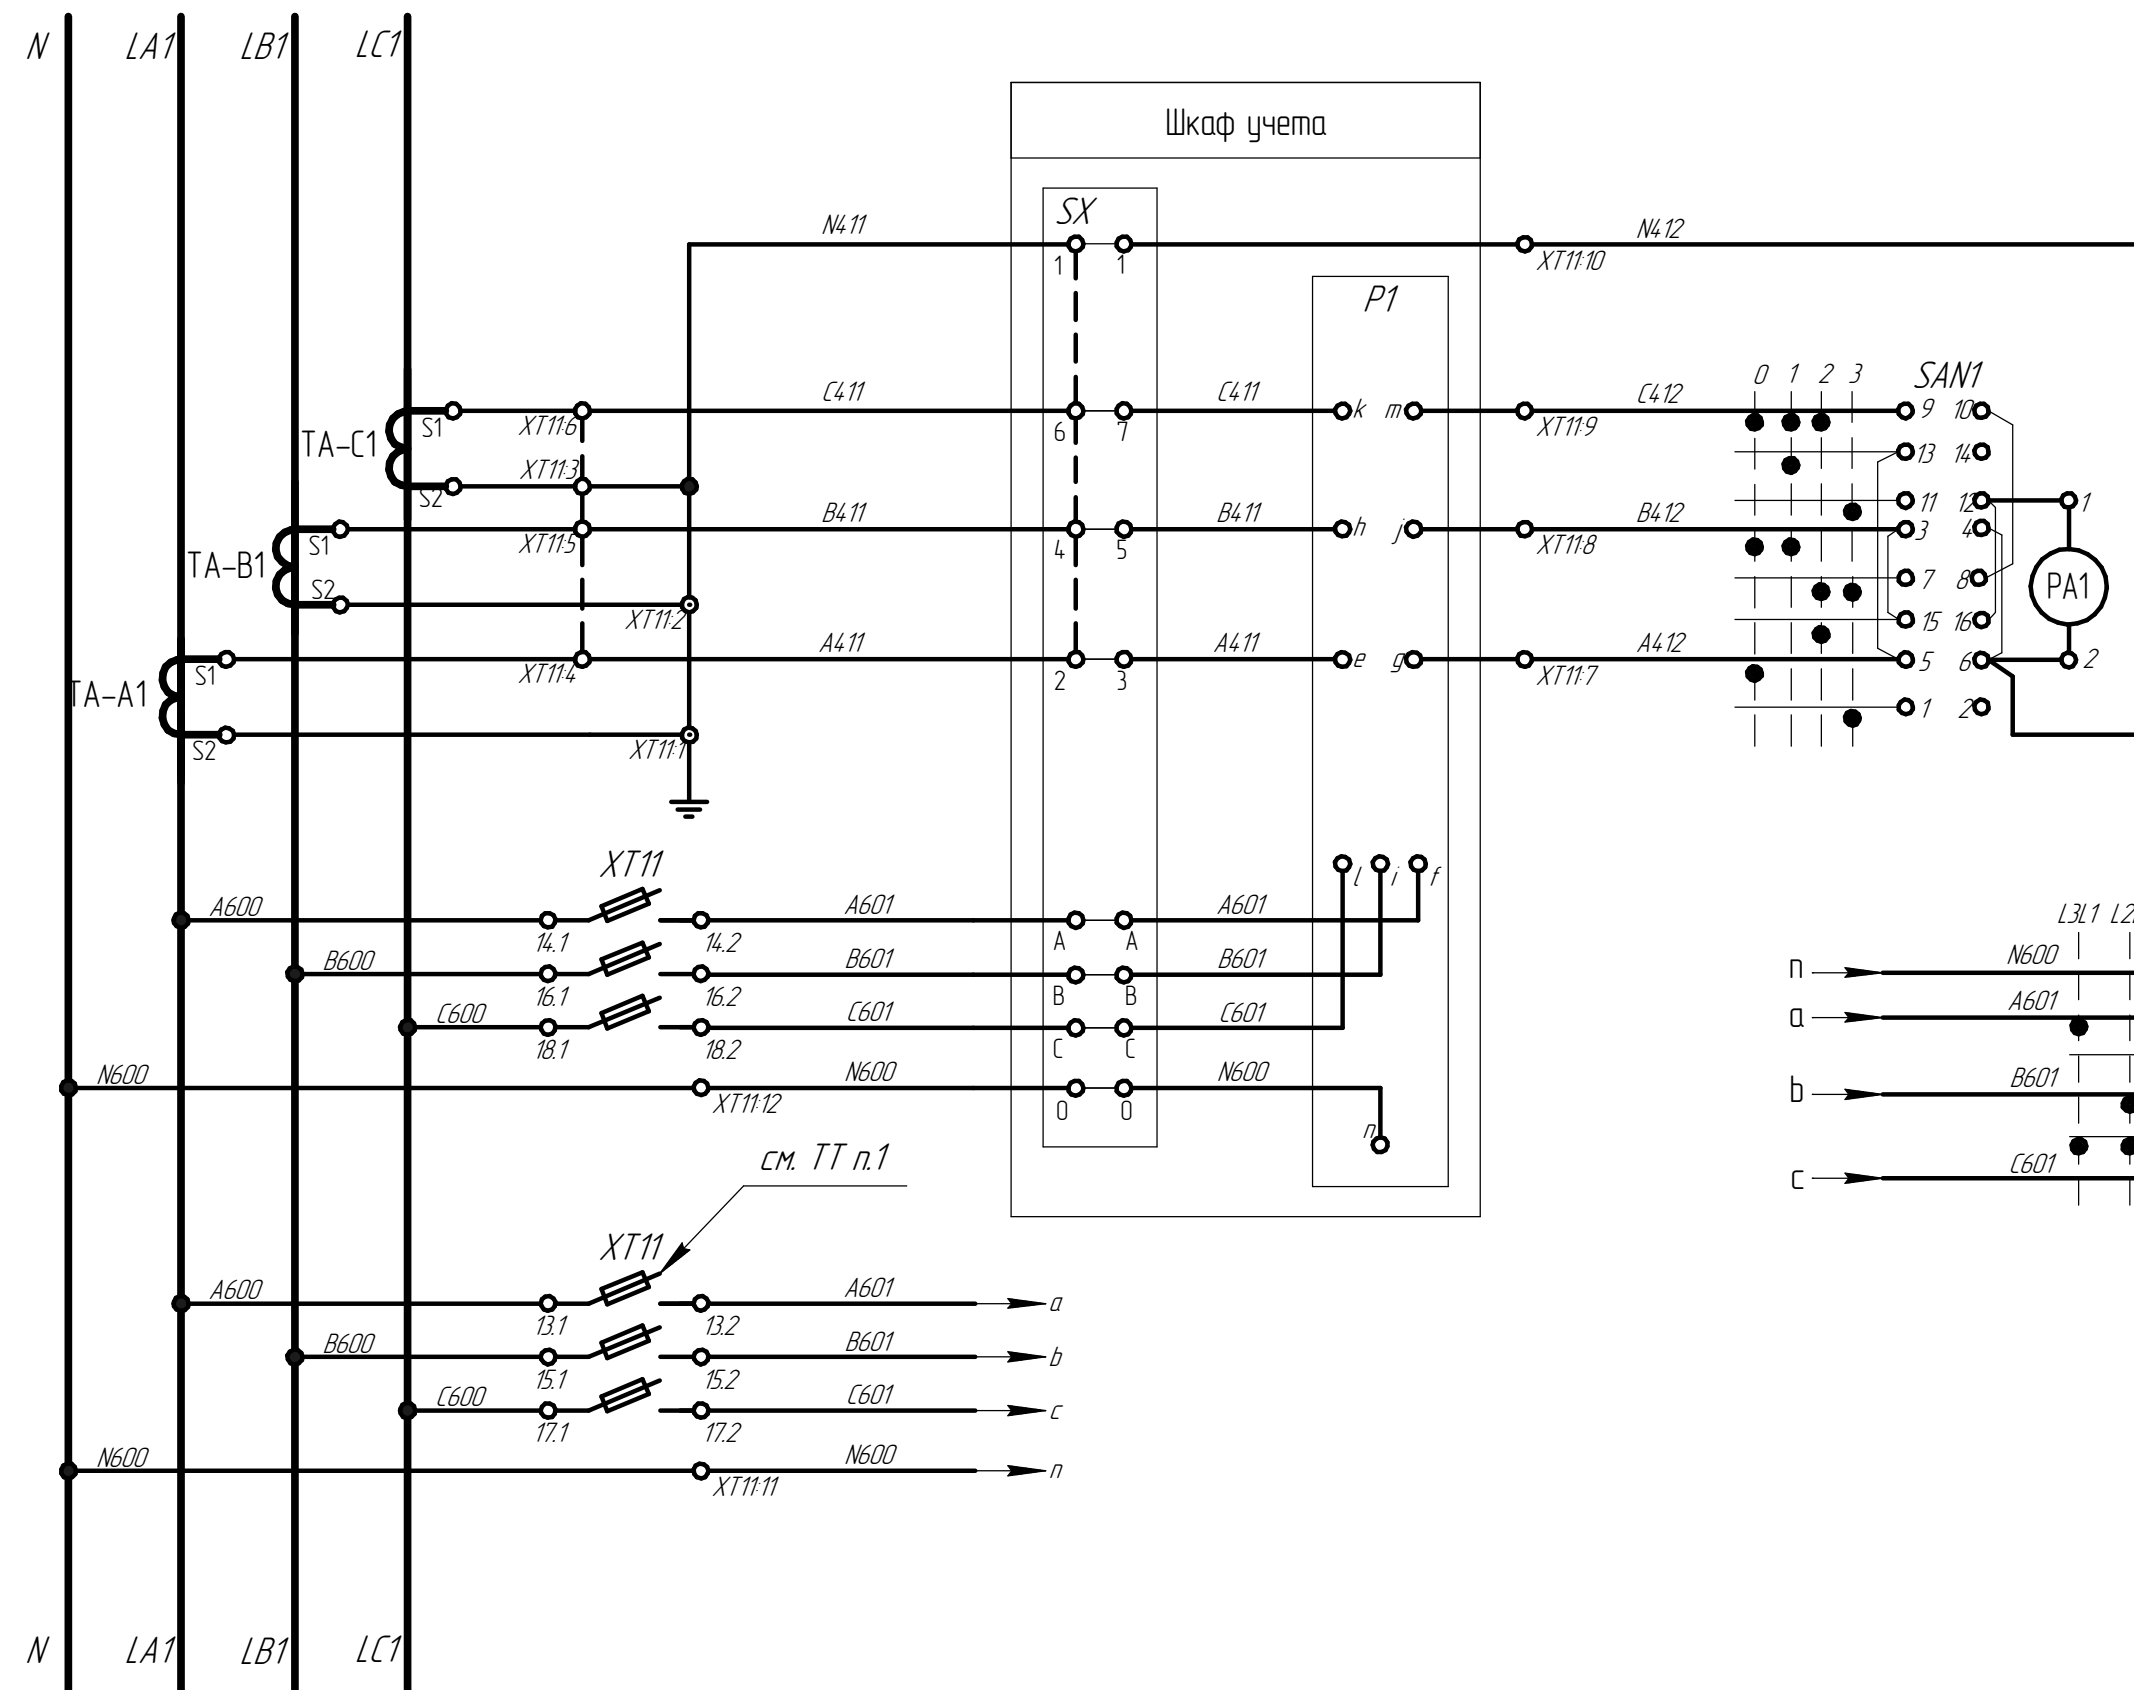 N LA1 LB1 LC1
Шкаф учета
SX
N411 N412
1 1 XT11:10
P1
0 1 2 3 SAN1
C411 C411 C412
S1 XT11:6 6 7 k m XT11:9 9 10
TA-C1
13 14
S2 XT11:3
11 12 1
B411 B411 B412
S1 XT11:5 4 5 h j XT11:8 3 4
TA-B1
7 8 PA1
S2 XT11:2
15 16
A411 A411 A412
S1 XT11:4 2 3 e g XT11:7 5 6 2
TA-A1
1 2
S2 XT11:1
XT11
l i f
A600 A601 A601
14.1 14.2 A A
B600 B601 B601
16.1 16.2 B B
C600 C601 C601
18.1 18.2 C C
N600 N600 N600
XT11:12 0 0
n
L3L1
n N600
a A601
b B601
c C601
см. ТТ п.1
XT11
A600 A601 a
13.1 13.2
B600 B601 b
15.1 15.2
C600 C601 c
17.1 17.2
N600 N600 n
XT11:11
N LA1 LB1 LC1